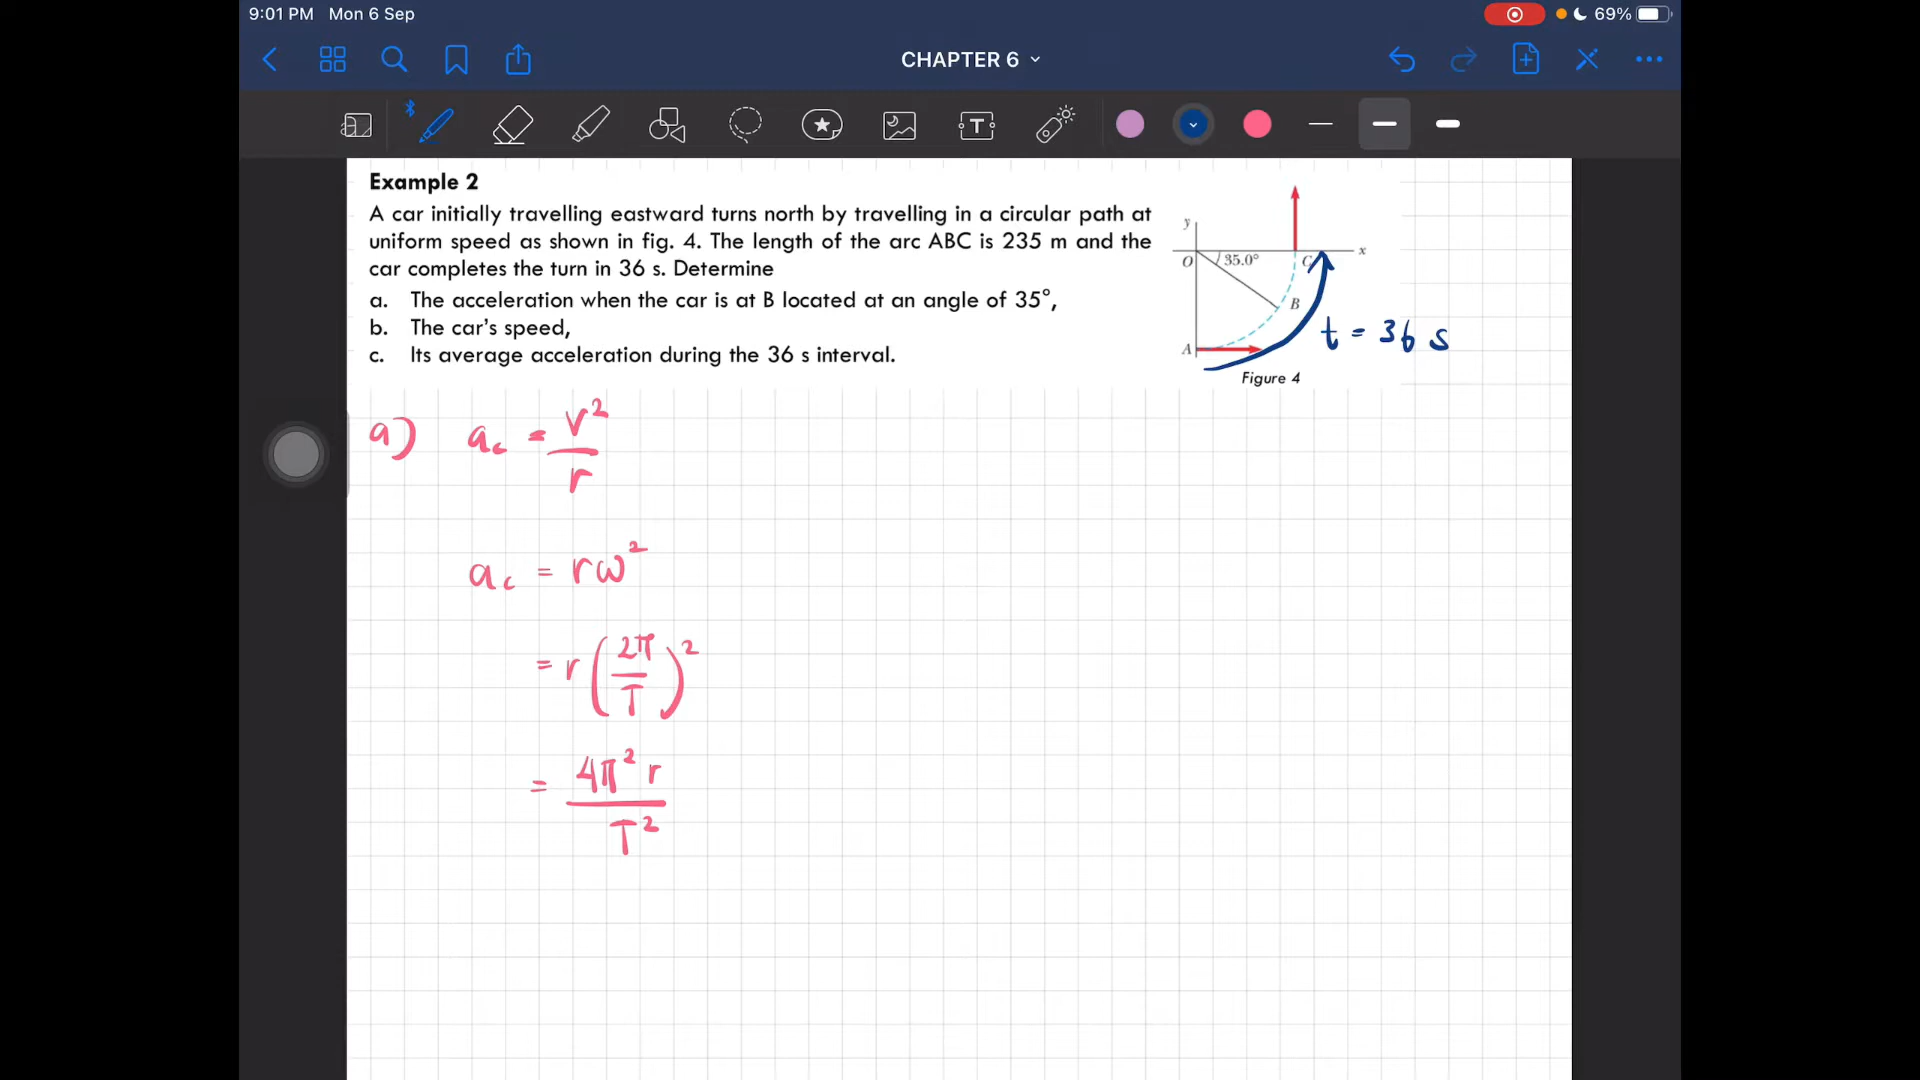 9:01 PM Mon 6 Sep
69%
CHAPTER 6
Example 2
A car initially travelling eastward turns north by travelling in a circular path at
uniform speed as shown in fig. 4. The length of the arc ABC is 235 m and the
car completes the turn in 36 s. Determine
a. The acceleration when the car is at B located at an angle of 35°,
b. The car's speed,
c. Its average acceleration during the 36 s interval.
y
O 35.0° C x
B
A
t = 36 s
Figure 4
a) a_c = v²/r
a_c = rω²
= r(2π/T)²
= 4π²r/T²